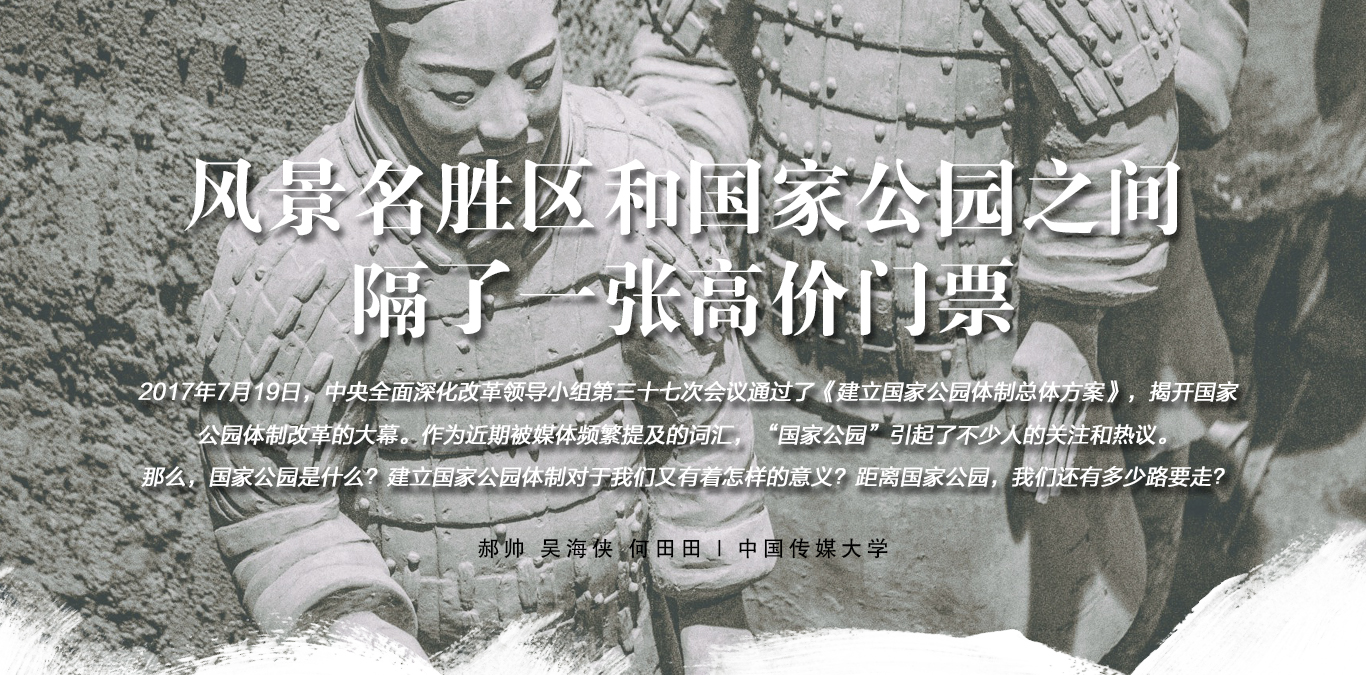 风景名胜区和国家公园之间
隔了一张高价门票
2017年7月19日，中央全面深化改革领导小组第三十七次会议通过了《建立国家公园体制总体方案》，揭开国家
公园体制改革的大幕。作为近期被媒体频繁提及的词汇，“国家公园”引起了不少人的关注和热议。
那么，国家公园是什么？建立国家公园体制对于我们又有着怎样的意义？距离国家公园，我们还有多少路要走？
郝帅 吴海侠 何田田 | 中国传媒大学